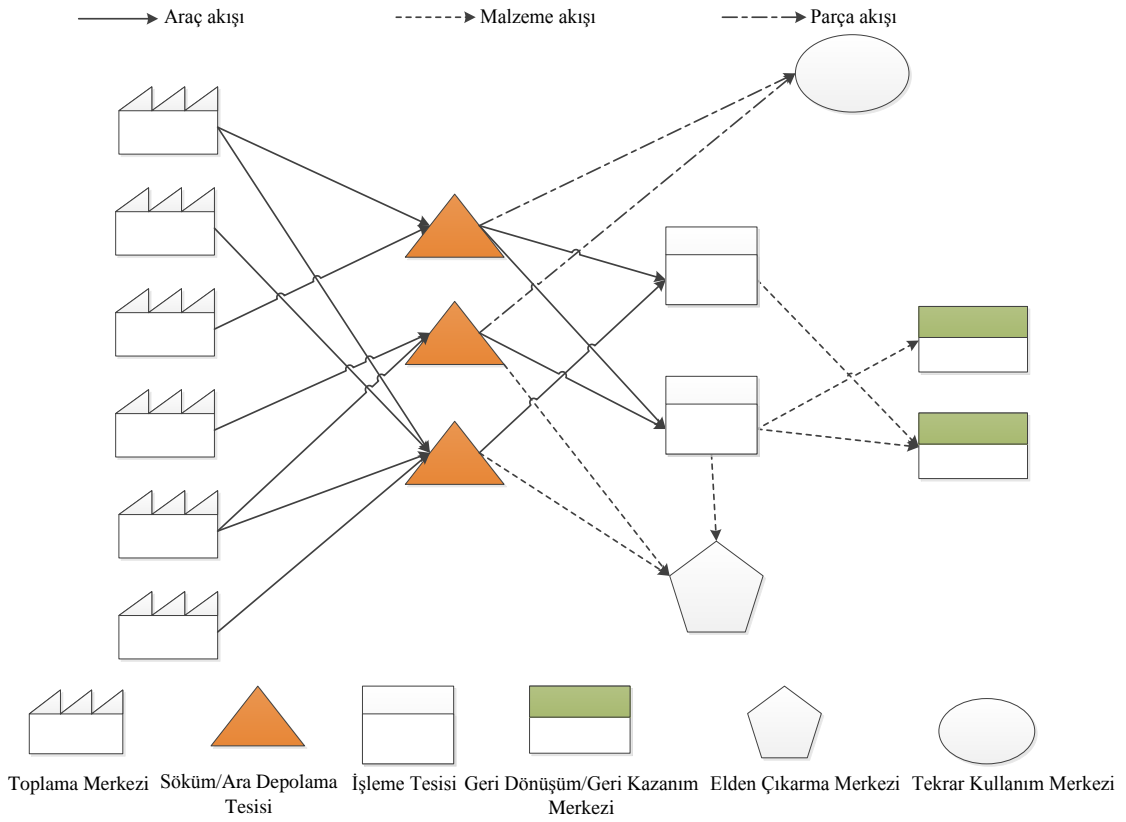 Araç akışı
Malzeme akışı
Parça akışı
Toplama Merkezi
Söküm/Ara Depolama
Tesisi
İşleme Tesisi
Geri Dönüşüm/Geri Kazanım
Merkezi
Elden Çıkarma Merkezi
Tekrar Kullanım Merkezi